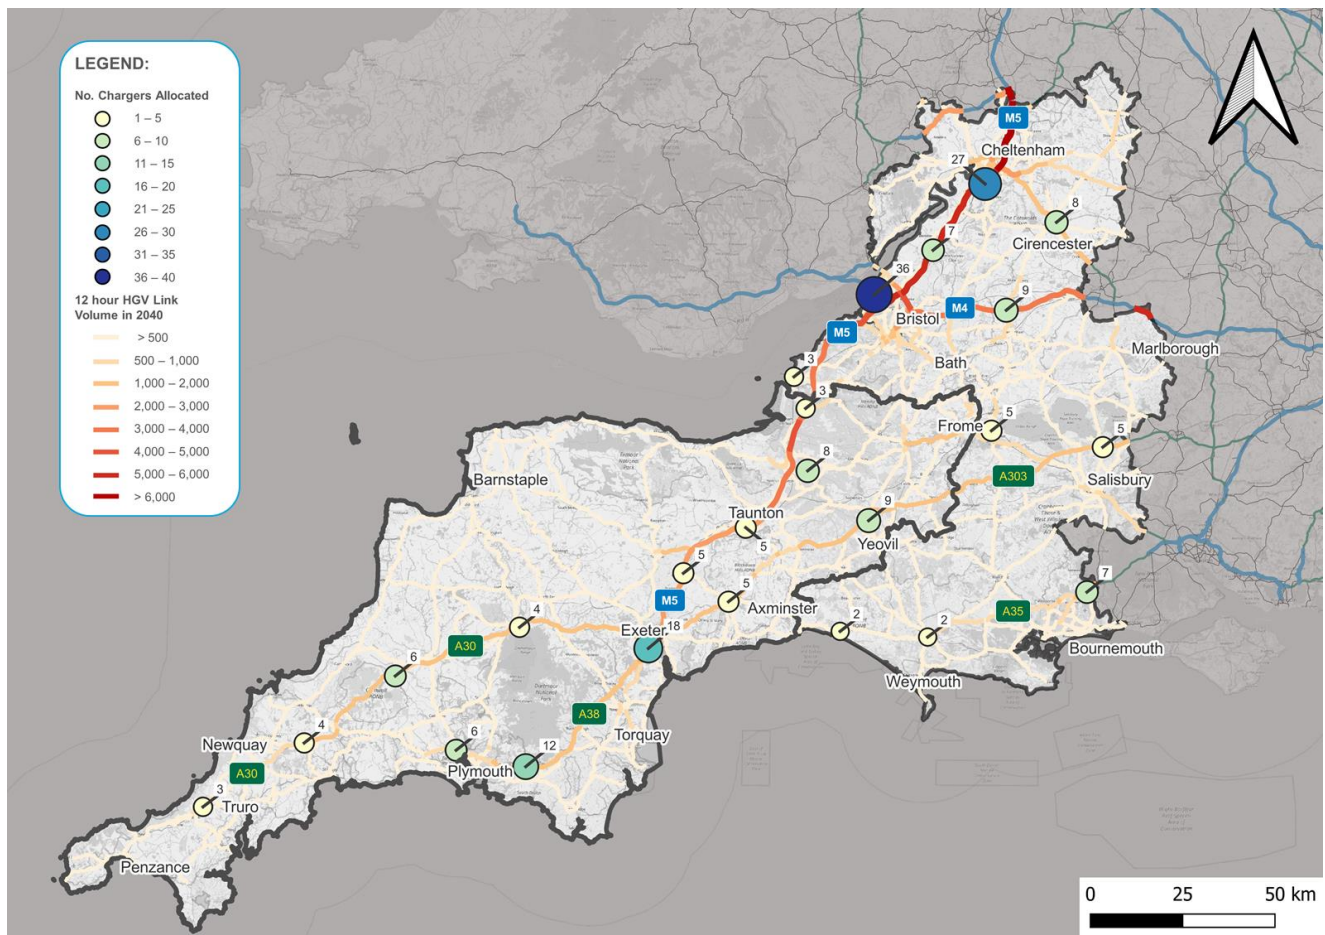 LEGEND:
No. Chargers Allocated
1 – 5
6 – 10
11 – 15
16 – 20
21 – 25
26 – 30
31 – 35
36 – 40
12 hour HGV Link
Volume in 2040
> 500
500 – 1,000
1,000 – 2,000
2,000 – 3,000
3,000 – 4,000
4,000 – 5,000
5,000 – 6,000
> 6,000
M5
Cheltenham
27
8
7
Cirencester
36
9
M4
Bristol
M5
Marlborough
3
Bath
3
5
Frome
5
8
A303
Barnstaple
Salisbury
9
Taunton
5
Yeovil
5
7
5
M5
Axminster
4
2
2
A35
Exeter
18
A30
Bournemouth
6
Weymouth
A38
4
6
Torquay
Newquay
12
Plymouth
A30
3
Truro
Penzance
0 25 50 km